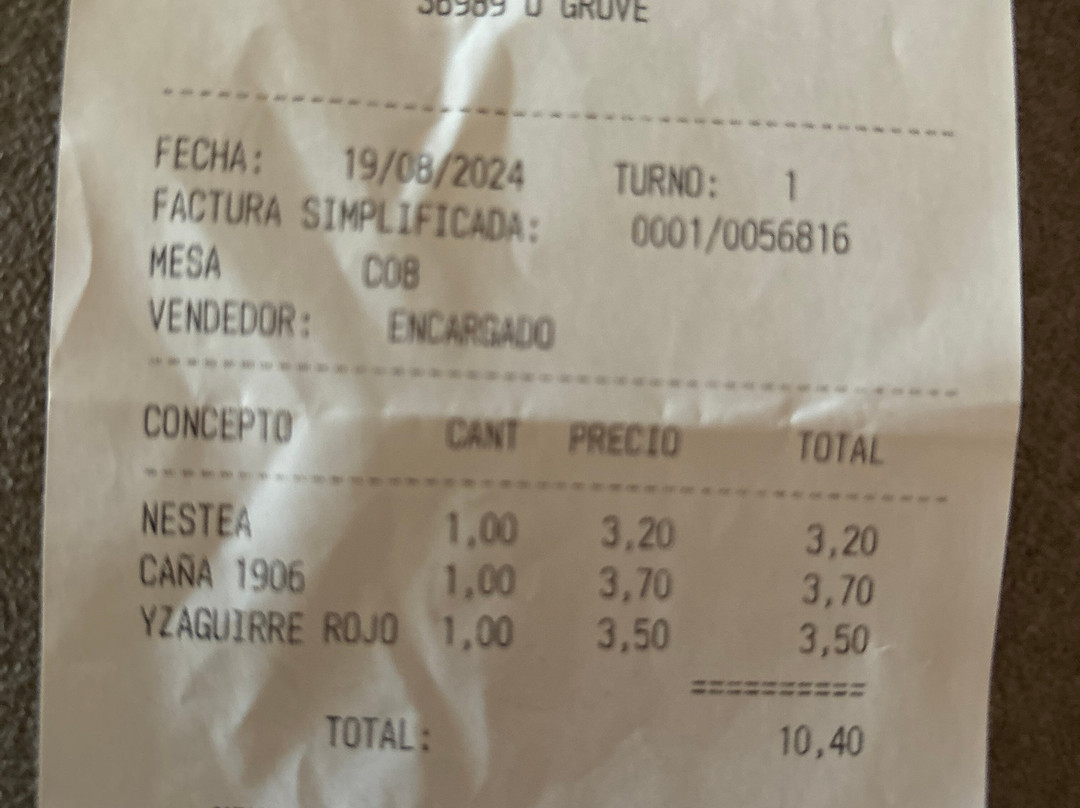 36989 O GROVE
FECHA: 19/08/2024 TURNO: 1
FACTURA SIMPLIFICADA: 0001/0056816
MESA C08
VENDEDOR: ENCARGADO
CONCEPTO CANT PRECIO TOTAL
NESTEA 1,00 3,20 3,20
CAÑA 1906 1,00 3,70 3,70
YZAGUIRRE ROJO 1,00 3,50 3,50
==========
TOTAL: 10,40